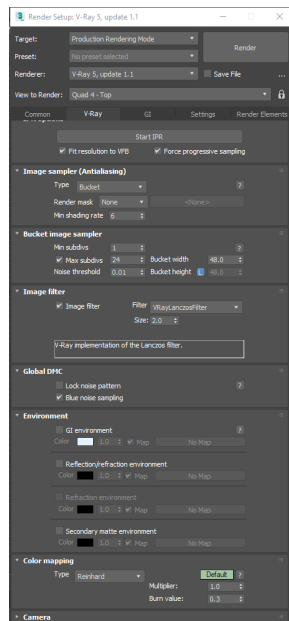 Render Setup: V-Ray 5, update 1.1
Target: Production Rendering Mode
Render
Preset: No preset selected
Renderer: V-Ray 5, update 1.1 Save File ...
View to Render: Quad 4 - Top
Common V-Ray GI Settings Render Elements
Start IPR
Fit resolution to VFB Force progressive sampling
Image sampler (Antialiasing)
Type Bucket ?
Render mask None <None>
Min shading rate 6
Bucket image sampler
Min subdivs 1 ?
Max subdivs 24 Bucket width 48.0
Noise threshold 0.01 Bucket height L 48.0
Image filter
Image filter Filter VRayLanczosFilter
Size: 2.0
V-Ray implementation of the Lanczos filter.
Global DMC
Lock noise pattern ?
Blue noise sampling
Environment
GI environment ?
Color 1.0 Map No Map
Reflection/refraction environment
Color 1.0 Map No Map
Refraction environment
Color 1.0 Map No Map
Secondary matte environment
Color 1.0 Map No Map
Color mapping
Type Reinhard Default ?
Multiplier: 1.0
Burn value: 0.3
Camera